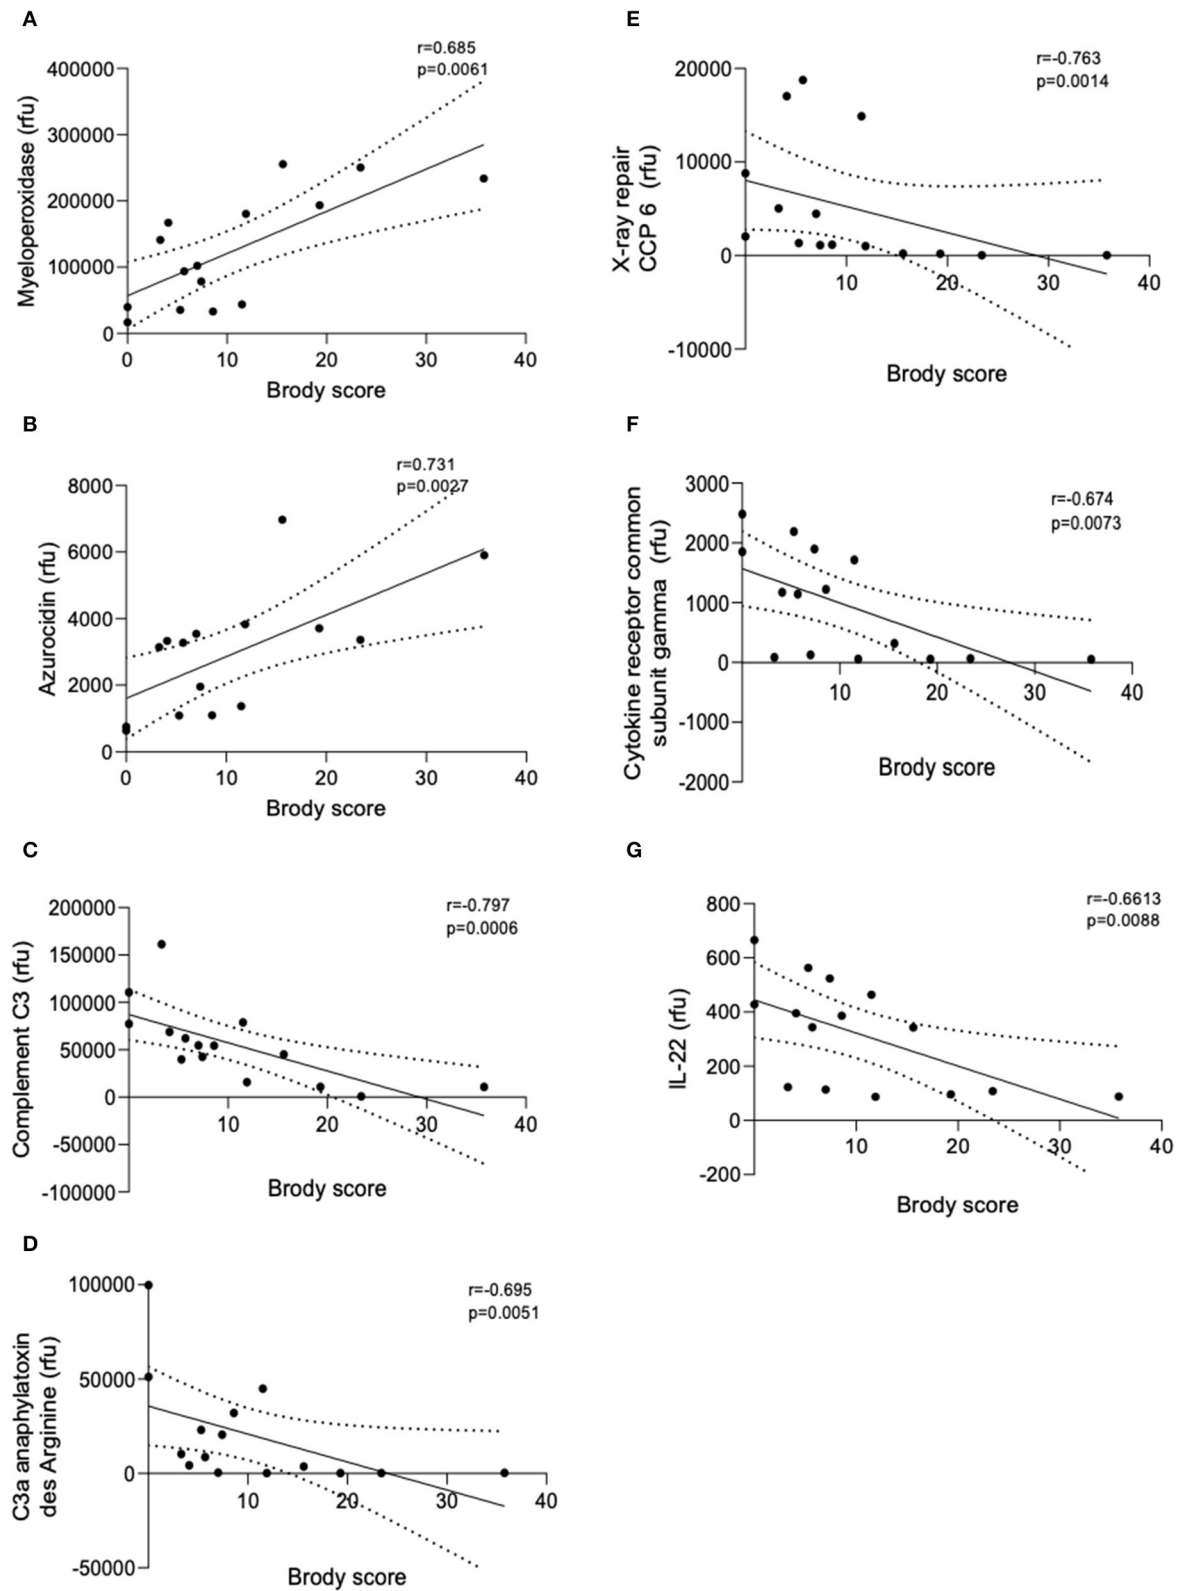 A
r=0.685
p=0.0061
400000
300000
200000
100000
0
Myeloperoxidase (rfu)
0 10 20 30 40
Brody score
B
r=0.731
p=0.0027
8000
6000
4000
2000
0
Azurocidin (rfu)
0 10 20 30 40
Brody score
C
r=-0.797
p=0.0006
200000
150000
100000
50000
0
-50000
-100000
Complement C3 (rfu)
10 20 30 40
Brody score
D
r=-0.695
p=0.0051
100000
50000
0
-50000
C3a anaphylatoxin
des Arginine (rfu)
10 20 30 40
Brody score
E
r=-0.763
p=0.0014
20000
10000
0
-10000
X-ray repair
CCP 6 (rfu)
10 20 30 40
Brody score
F
r=-0.674
p=0.0073
3000
2000
1000
0
-1000
-2000
Cytokine receptor common
subunit gamma (rfu)
10 20 30 40
Brody score
G
r=-0.6613
p=0.0088
800
600
400
200
0
-200
IL-22 (rfu)
10 20 30 40
Brody score